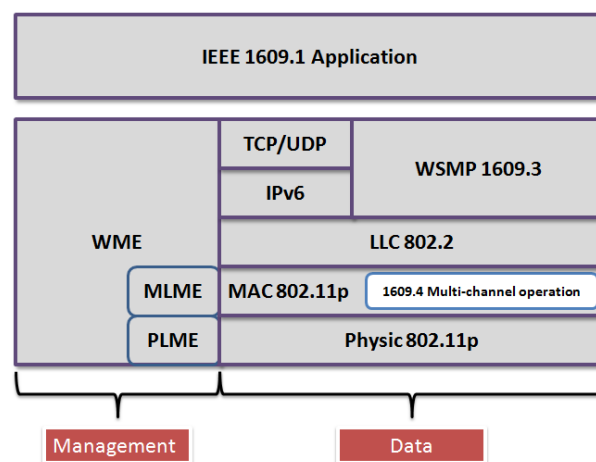 IEEE 1609.1 Application
TCP/UDP
WSMP 1609.3
IPv6
WME
LLC 802.2
MLME
MAC 802.11p
1609.4 Multi-channel operation
PLME
Physic 802.11p
Management
Data